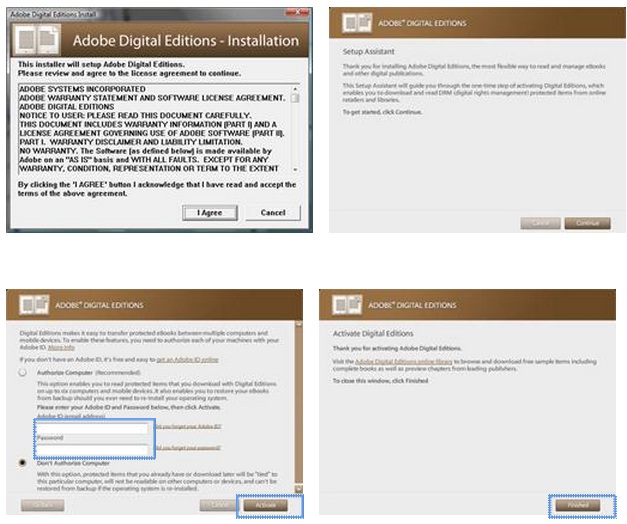 Adobe Digital Editions Install
Adobe Digital Editions - Installation
This installer will setup Adobe Digital Editions.
Please review and agree to the license agreement to continue.
ADOBE SYSTEMS INCORPORATED
ADOBE WARRANTY STATEMENT AND SOFTWARE LICENSE AGREEMENT.
ADOBE DIGITAL EDITIONS
NOTICE TO USER: PLEASE READ THIS DOCUMENT CAREFULLY.
THIS DOCUMENT INCLUDES WARRANTY INFORMATION (PART I) AND A
LICENSE AGREEMENT GOVERNING USE OF ADOBE SOFTWARE (PART II).
PART I. WARRANTY DISCLAIMER AND LIABILITY LIMITATION.
NO WARRANTY. The Software (as defined below) is made available by
Adobe on an "AS IS" basis and WITH ALL FAULTS. EXCEPT FOR ANY
WARRANTY, CONDITION, REPRESENTATION OR TERM TO THE EXTENT
By clicking the 'I AGREE' button I acknowledge that I have read and accept the
terms of the above agreement.
I Agree
Cancel
ADOBE® DIGITAL EDITIONS
Setup Assistant
Thank you for installing Adobe Digital Editions, the most flexible way to read and manage eBooks
and other digital publications.
This Setup Assistant will guide you through the one-time step of activating Digital Editions, which
enables you to download and read DRM (digital rights management) protected items from online
retailers and libraries.
To get started, click Continue.
Cancel
Continue
ADOBE® DIGITAL EDITIONS
Digital Editions makes it easy to transfer protected eBooks between multiple computers and
mobile devices. To enable these features, you need to authorize each of your machines with your
Adobe ID. More Info
If you don't have an Adobe ID, it's free and easy to get an Adobe ID online
Authorize Computer (Recommended)
This option enables you to read protected items that you download with Digital Editions
on up to six computers and mobile devices. It also enables you to restore your eBooks
from backup should you ever need to re-install your operating system.
Please enter your Adobe ID and Password below, then click Activate.
Adobe ID (email address)
Did you forget your Adobe ID?
Password
Did you forget your password?
Don't Authorize Computer
With this option, protected items that you already have or download later will be "tied" to
this particular computer, will not be readable on other computers or devices, and can't be
restored from backup if the operating system is re-installed.
Cancel
Activate
ADOBE® DIGITAL EDITIONS
Activate Digital Editions
Thank you for activating Adobe Digital Editions.
Visit the Adobe Digital Editions online library to browse and download free sample items including
complete books as well as preview chapters from leading publishers.
To close this window, click Finished
Finished